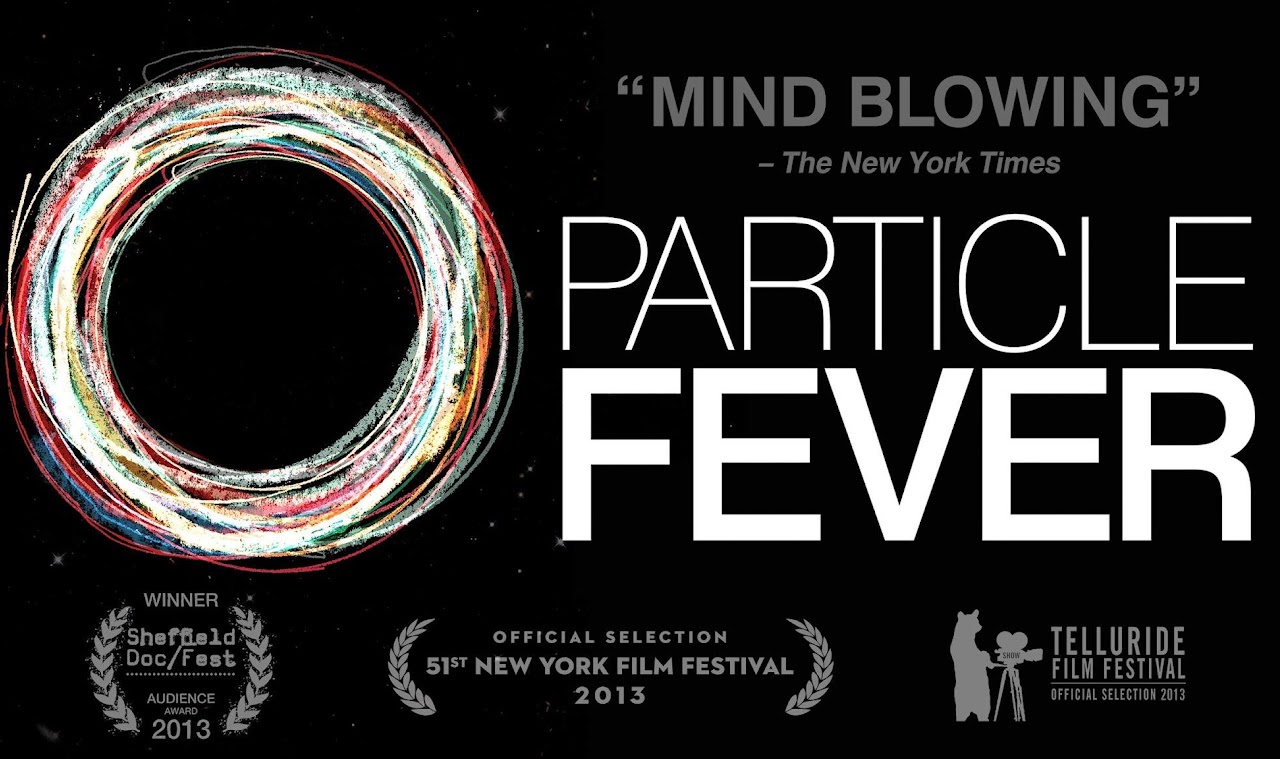 “MIND BLOWING”
– The New York Times
PARTICLE
FEVER
WINNER
Sheffield
Doc/Fest
AUDIENCE
AWARD
2013
OFFICIAL SELECTION
51ST NEW YORK FILM FESTIVAL
2013
SHOW
TELLURIDE
FILM FESTIVAL
OFFICIAL SELECTION 2013